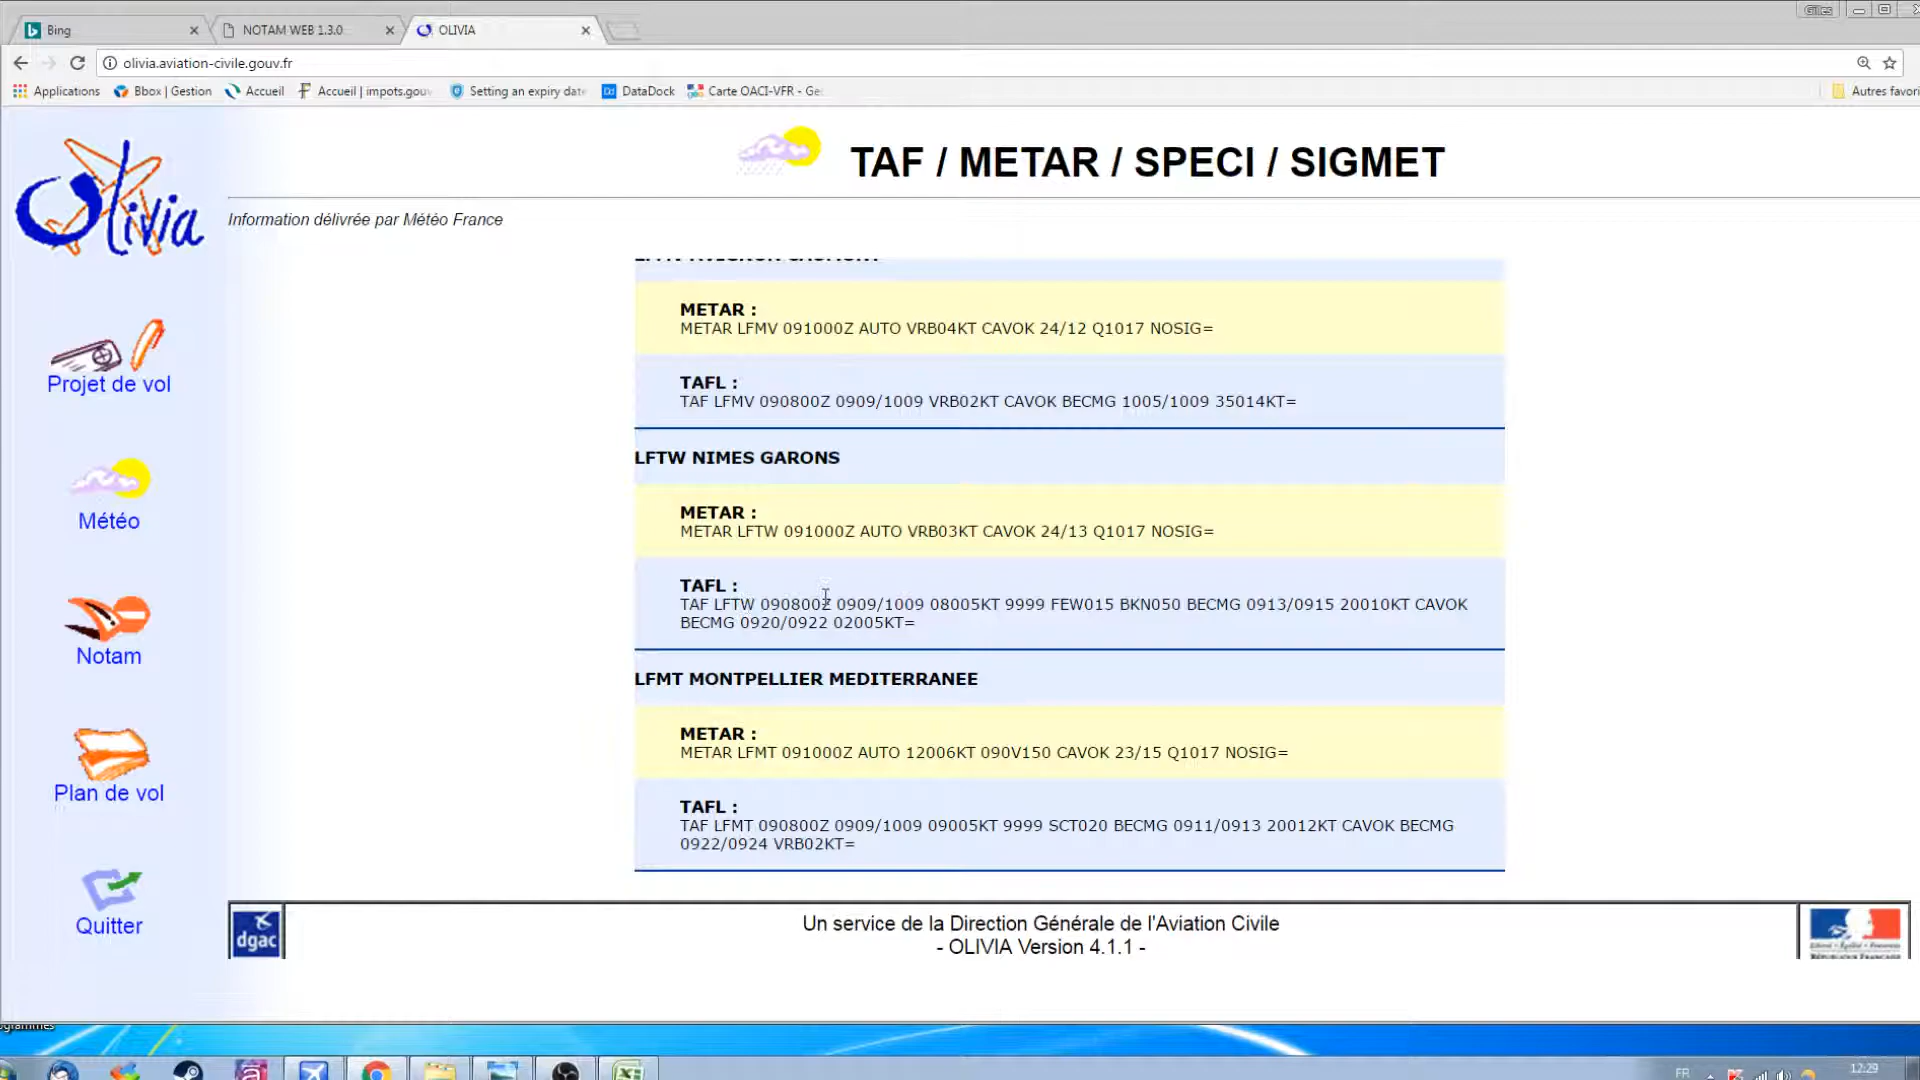 Gilles
Bing
NOTAM WEB 1.3.0
OLIVIA
olivia.aviation-civile.gouv.fr
Applications
Bbox | Gestion
Accueil
Accueil | impots.gouv
Setting an expiry date
DataDock
Carte OACI-VFR - Gé
Autres favori
Olivia
TAF / METAR / SPECI / SIGMET
Information délivrée par Météo France
METAR :
METAR LFMV 091000Z AUTO VRB04KT CAVOK 24/12 Q1017 NOSIG=
TAFL :
TAF LFMV 090800Z 0909/1009 VRB02KT CAVOK BECMG 1005/1009 35014KT=
LFTW NIMES GARONS
METAR :
METAR LFTW 091000Z AUTO VRB03KT CAVOK 24/13 Q1017 NOSIG=
TAFL :
TAF LFTW 090800Z 0909/1009 08005KT 9999 FEW015 BKN050 BECMG 0913/0915 20010KT CAVOK
BECMG 0920/0922 02005KT=
LFMT MONTPELLIER MEDITERRANEE
METAR :
METAR LFMT 091000Z AUTO 12006KT 090V150 CAVOK 23/15 Q1017 NOSIG=
TAFL :
TAF LFMT 090800Z 0909/1009 09005KT 9999 SCT020 BECMG 0911/0913 20012KT CAVOK BECMG
0922/0924 VRB02KT=
Projet de vol
Météo
Notam
Plan de vol
Quitter
dgac
Un service de la Direction Générale de l'Aviation Civile
- OLIVIA Version 4.1.1 -
FR
12:29